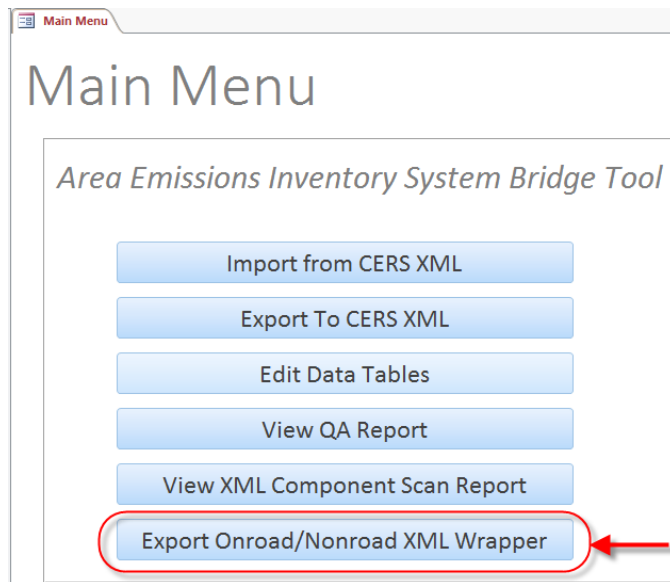 Main Menu
Main Menu
Area Emissions Inventory System Bridge Tool
Import from CERS XML
Export To CERS XML
Edit Data Tables
View QA Report
View XML Component Scan Report
Export Onroad/Nonroad XML Wrapper